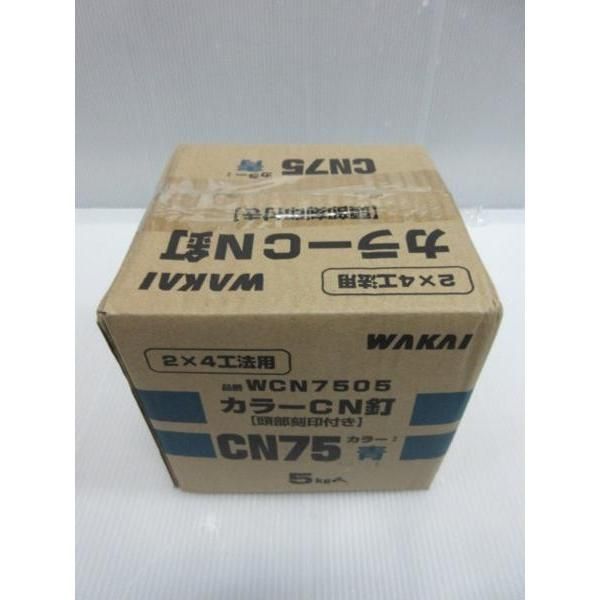 CN75 カラー：青
[頭部刻印付き]
カラーCN釘
WAKAI
2×4工法用
WAKAI
2×4工法用
品番 WCN7505
カラーCN釘
[頭部刻印付き]
CN75 カラー：青
5kg入